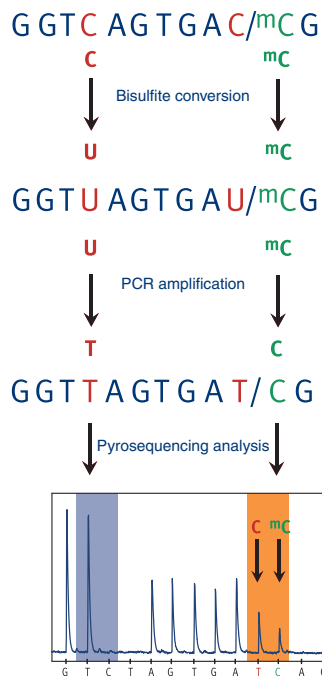 GGTCAGTGAC/mCG
C mC
Bisulfite conversion
U mC
GGTUAGTGAU/mCG
U mC
PCR amplification
T C
GGTTAGTGAT/CG
Pyrosequencing analysis
C mC
G T C T A G T G A T C A